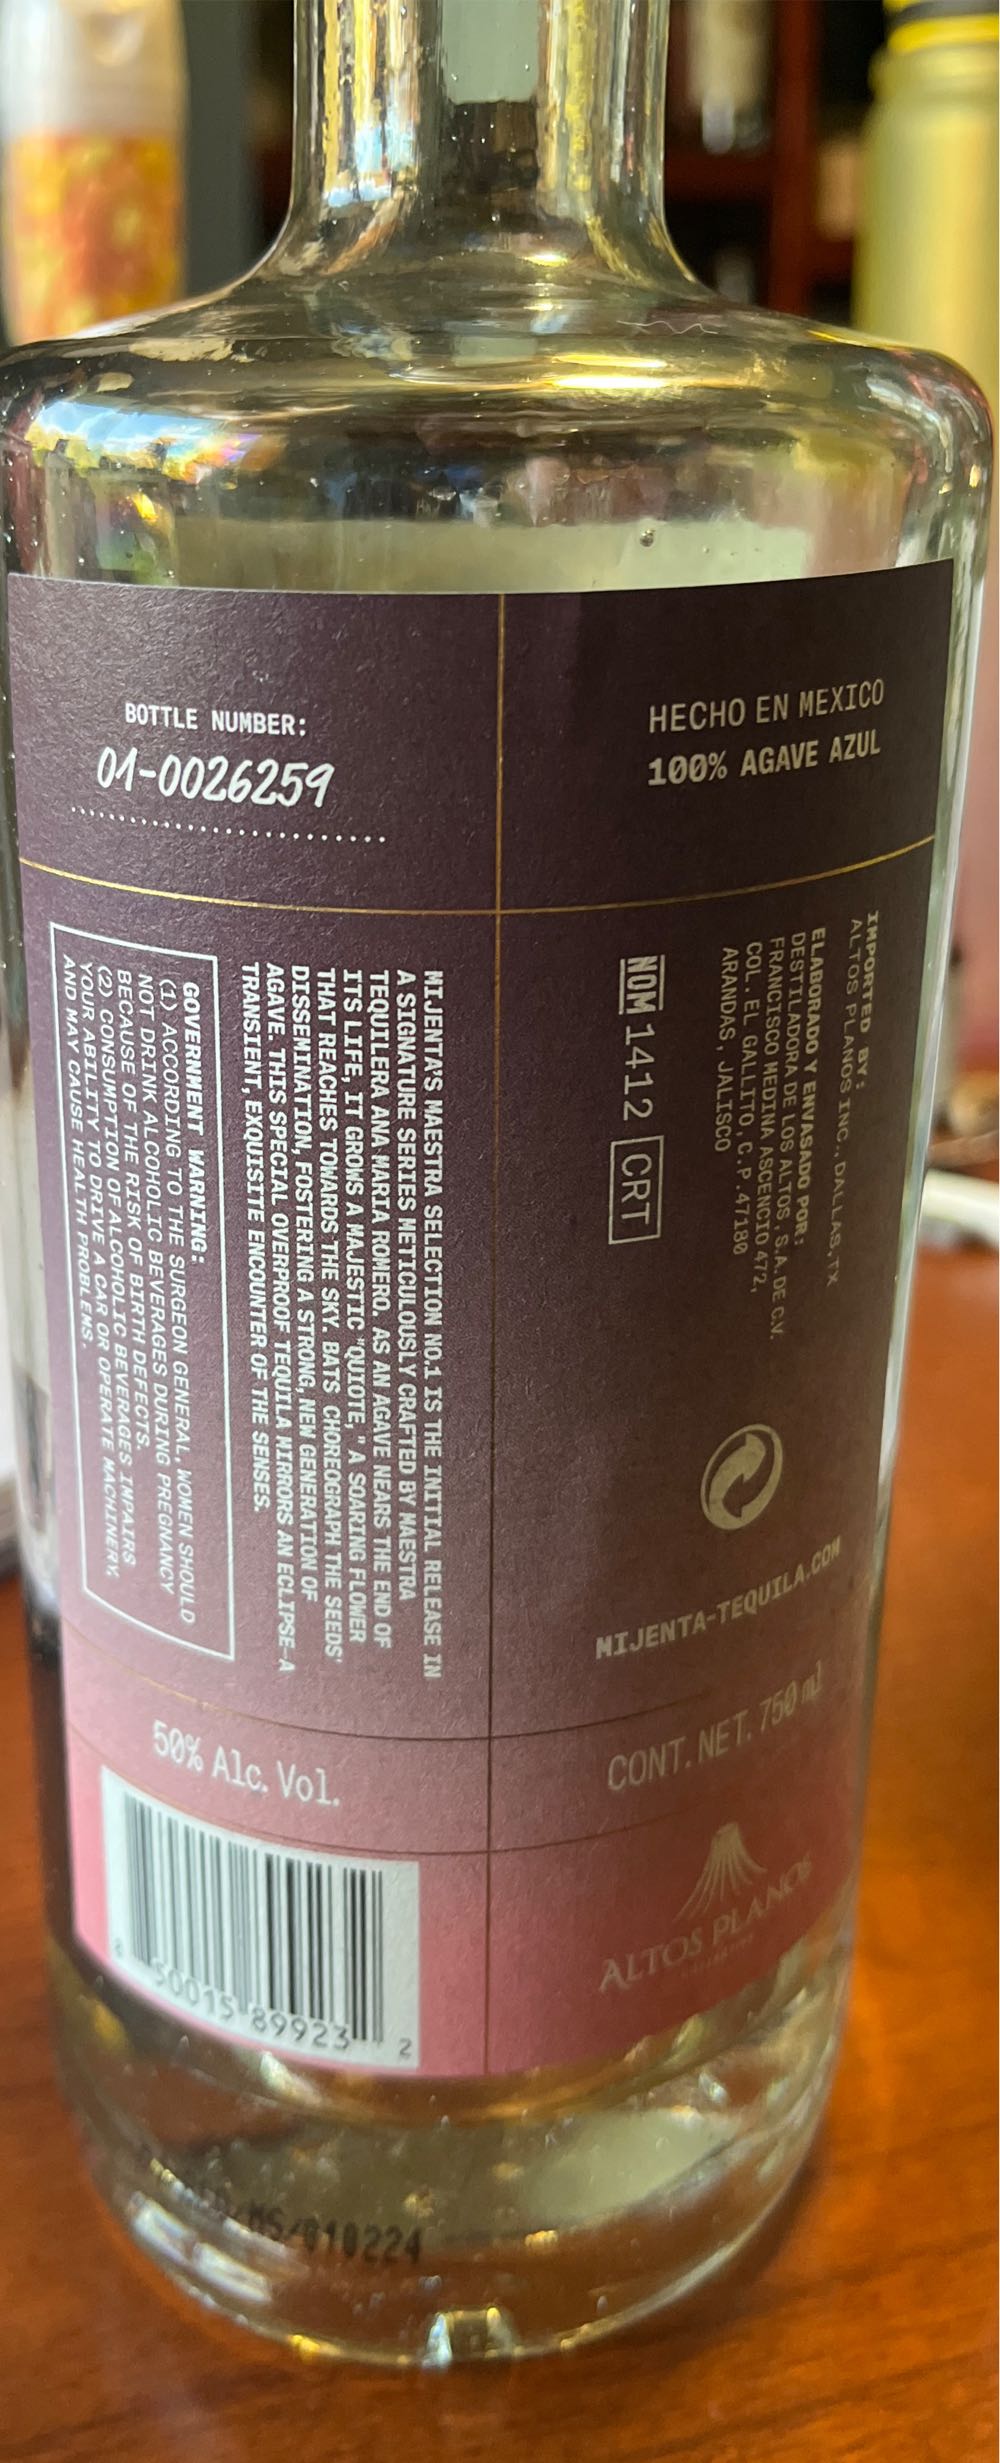 BOTTLE NUMBER:
01-0026259
HECHO EN MEXICO
100% AGAVE AZUL
IMPORTED BY:
ALTOS PLANOS INC., DALLAS,TX
ELABORADO Y ENVASADO POR:
DESTILADORA DE LOS ALTOS, S.A. DE C.V.
FRANCISCO MEDINA ASCENCIO 472,
COL. EL GALLITO, C.P. 47180
ARANDAS, JALISCO
NOM 1412 CRT
MIJENTA'S MAESTRA SELECTION NO.1 IS THE INITIAL RELEASE IN
A SIGNATURE SERIES METICULOUSLY CRAFTED BY MAESTRA
TEQUILERA ANA MARIA ROMERO. AS AN AGAVE NEARS THE END OF
ITS LIFE, IT GROWS A MAJESTIC "QUIOTE," A SOARING FLOWER
THAT REACHES TOWARDS THE SKY. BATS CHOREOGRAPH THE SEEDS'
DISSEMINATION, FOSTERING A STRONG, NEW GENERATION OF
AGAVE. THIS SPECIAL OVERPROOF TEQUILA MIRRORS AN ECLIPSE—A
TRANSIENT, EXQUISITE ENCOUNTER OF THE SENSES.
GOVERNMENT WARNING:
(1) ACCORDING TO THE SURGEON GENERAL, WOMEN SHOULD
NOT DRINK ALCOHOLIC BEVERAGES DURING PREGNANCY
BECAUSE OF THE RISK OF BIRTH DEFECTS.
(2) CONSUMPTION OF ALCOHOLIC BEVERAGES IMPAIRS
YOUR ABILITY TO DRIVE A CAR OR OPERATE MACHINERY,
AND MAY CAUSE HEALTH PROBLEMS.
MIJENTA-TEQUILA.COM
50% Alc. Vol.
CONT. NET. 750 ml
ALTOS PLANOS
8 50015 89923 2
MS/010224